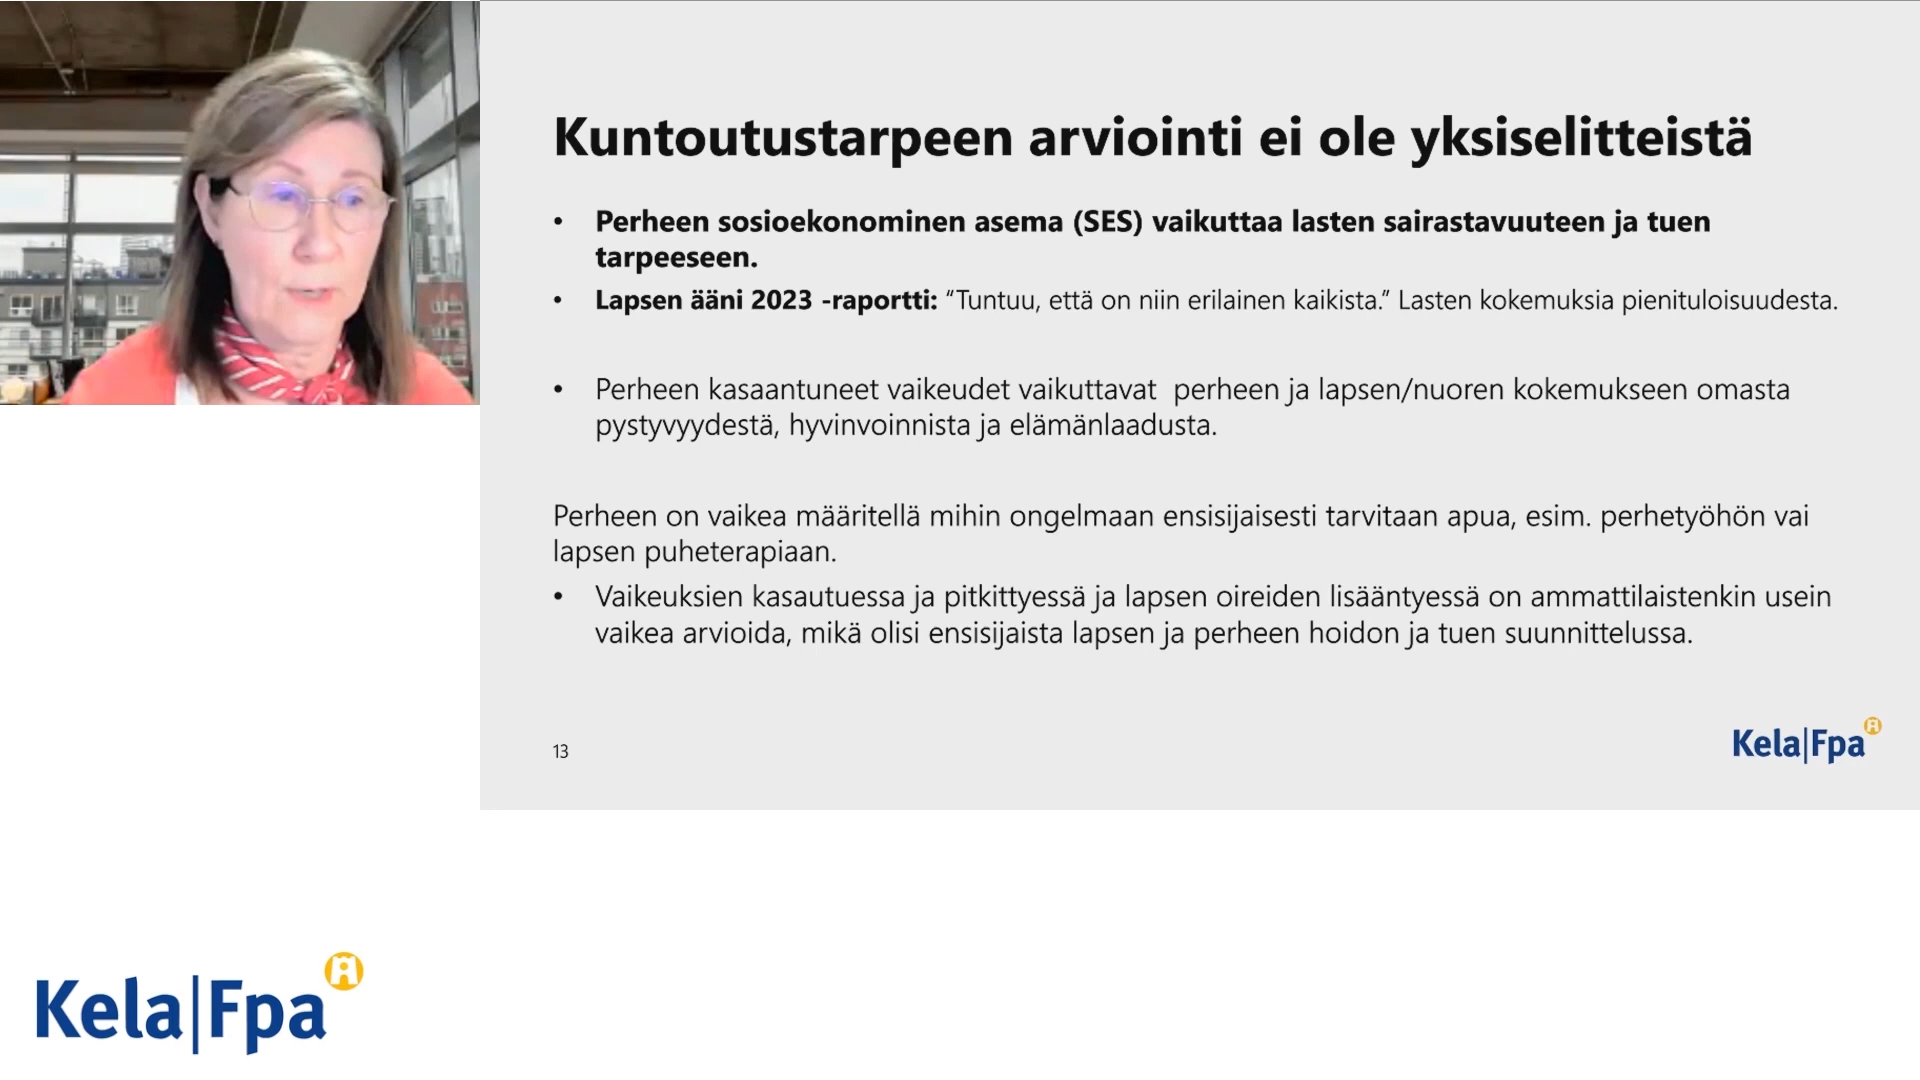 Kuntoutustarpeen arviointi ei ole yksiselitteistä
• Perheen sosioekonominen asema (SES) vaikuttaa lasten sairastavuuteen ja tuen
tarpeeseen.
• Lapsen ääni 2023 -raportti: “Tuntuu, että on niin erilainen kaikista.” Lasten kokemuksia pienituloisuudesta.
• Perheen kasaantuneet vaikeudet vaikuttavat perheen ja lapsen/nuoren kokemukseen omasta
pystyvyydestä, hyvinvoinnista ja elämänlaadusta.
Perheen on vaikea määritellä mihin ongelmaan ensisijaisesti tarvitaan apua, esim. perhetyöhön vai
lapsen puheterapiaan.
• Vaikeuksien kasautuessa ja pitkittyessä ja lapsen oireiden lisääntyessä on ammattilaistenkin usein
vaikea arvioida, mikä olisi ensisijaista lapsen ja perheen hoidon ja tuen suunnittelussa.
13
Kela|Fpa
Kela|Fpa